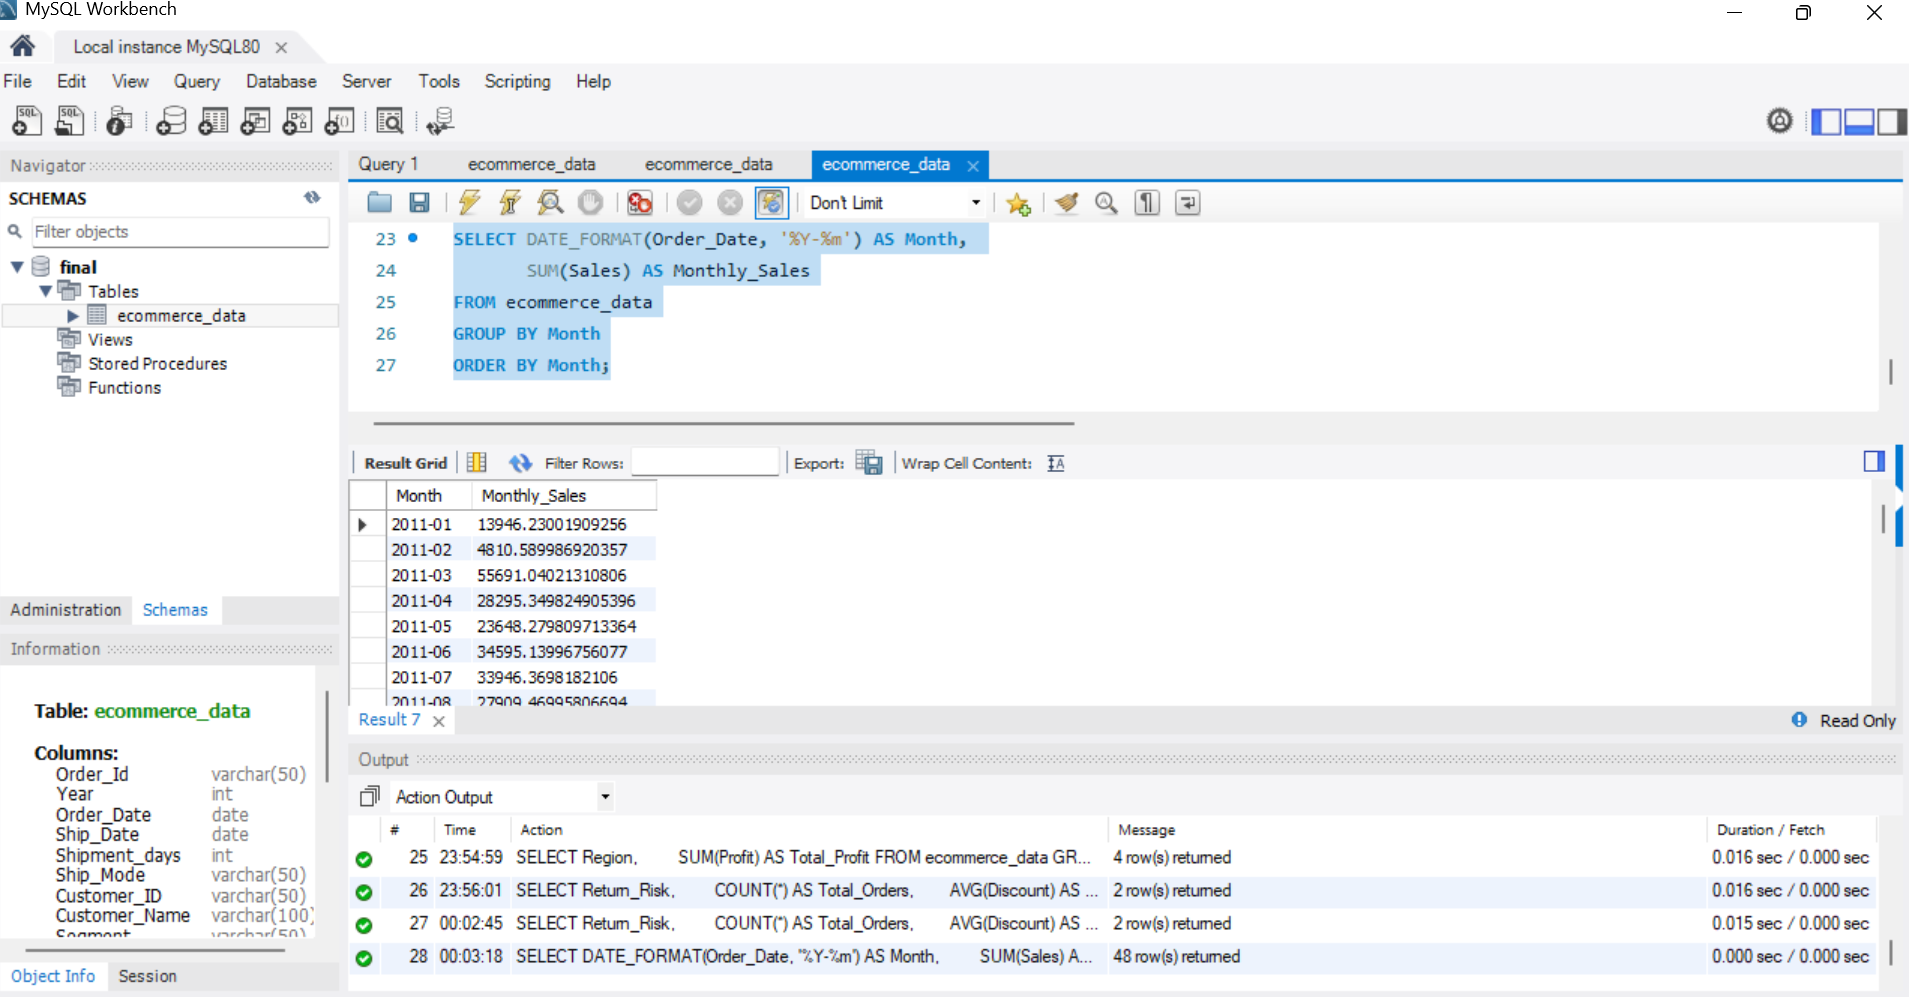 MySQL Workbench
Local instance MySQL80
File Edit View Query Database Server Tools Scripting Help
Navigator
SCHEMAS
Filter objects
final
Tables
ecommerce_data
Views
Stored Procedures
Functions
Administration Schemas
Information
Table: ecommerce_data
Columns:
Order_Id varchar(50)
Year int
Order_Date date
Ship_Date date
Shipment_days int
Ship_Mode varchar(50)
Customer_ID varchar(50)
Customer_Name varchar(100)
Segment varchar(50)
Object Info Session
Query 1 ecommerce_data ecommerce_data ecommerce_data
Don't Limit
23 SELECT DATE_FORMAT(Order_Date, '%Y-%m') AS Month,
24 SUM(Sales) AS Monthly_Sales
25 FROM ecommerce_data
26 GROUP BY Month
27 ORDER BY Month;
Result Grid Filter Rows: Export: Wrap Cell Content:
Month Monthly_Sales
2011-01 13946.23001909256
2011-02 4810.589986920357
2011-03 55691.04021310806
2011-04 28295.349824905396
2011-05 23648.279809713364
2011-06 34595.13996756077
2011-07 33946.3698182106
2011-08 27909.46995806694
Result 7
Read Only
Output
Action Output
# Time Action Message Duration / Fetch
25 23:54:59 SELECT Region, SUM(Profit) AS Total_Profit FROM ecommerce_data GR... 4 row(s) returned 0.016 sec / 0.000 sec
26 23:56:01 SELECT Return_Risk, COUNT(*) AS Total_Orders, AVG(Discount) AS ... 2 row(s) returned 0.016 sec / 0.000 sec
27 00:02:45 SELECT Return_Risk, COUNT(*) AS Total_Orders, AVG(Discount) AS ... 2 row(s) returned 0.015 sec / 0.000 sec
28 00:03:18 SELECT DATE_FORMAT(Order_Date, '%Y-%m') AS Month, SUM(Sales) A... 48 row(s) returned 0.000 sec / 0.000 sec